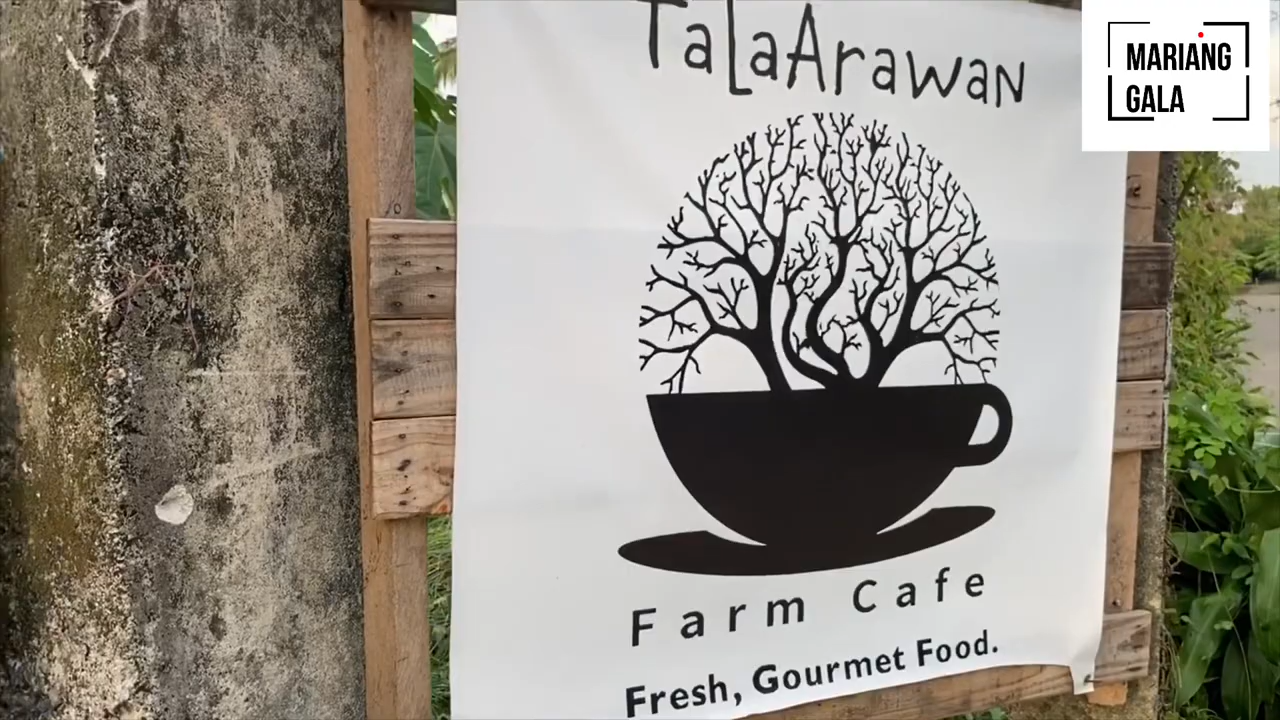 TaLaArawaN
MARIANG
GALA
Farm Cafe
Fresh, Gourmet Food.